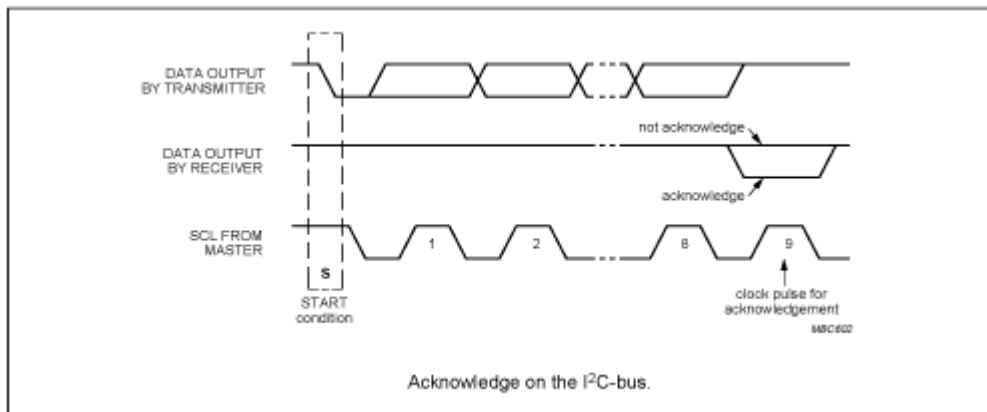 DATA OUTPUT
BY TRANSMITTER
not acknowledge
DATA OUTPUT
BY RECEIVER
acknowledge
SCL FROM
MASTER
1
2
8
9
S
START
condition
clock pulse for
acknowledgement
MBC602
Acknowledge on the I²C-bus.